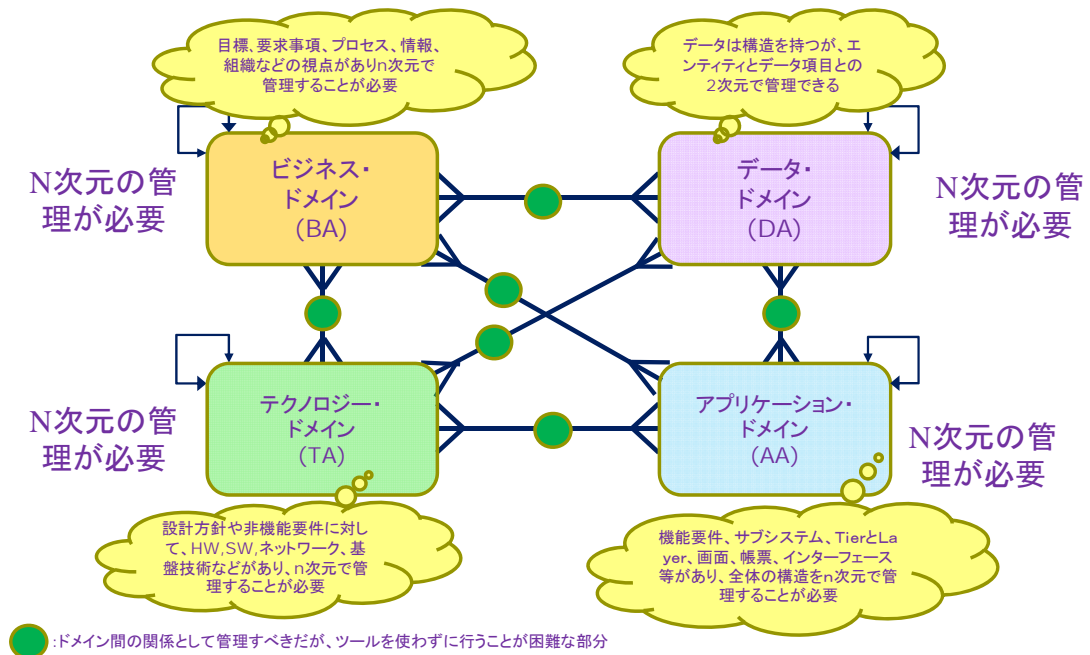 目標、要求事項、プロセス、情報、
組織などの視点がありn次元で
管理することが必要
データは構造を持つが、エ
ンティティとデータ項目との
2次元で管理できる
N次元の管
理が必要
ビジネス・
ドメイン
(BA)
データ・
ドメイン
(DA)
N次元の管
理が必要
N次元の管
理が必要
テクノロジー・
ドメイン
(TA)
アプリケーション・
ドメイン
(AA)
N次元の管
理が必要
設計方針や非機能要件に対し
て、HW,SW,ネットワーク、基
盤技術などがあり、n次元で管
理することが必要
機能要件、サブシステム、TierとLa
yer、画面、帳票、インターフェース
等があり、全体の構造をn次元で管
理することが必要
:ドメイン間の関係として管理すべきだが、ツールを使わずに行うことが困難な部分